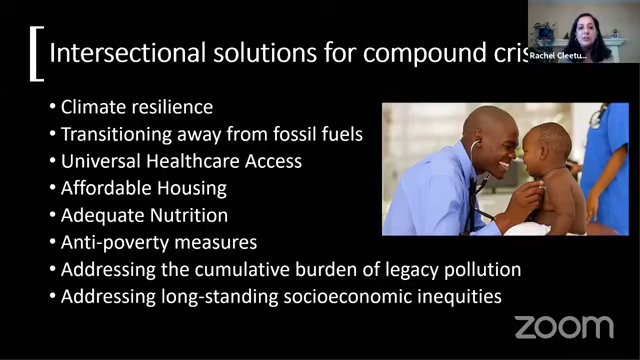 Intersectional solutions for compound cris
Rachel Cleetu...
• Climate resilience
• Transitioning away from fossil fuels
• Universal Healthcare Access
• Affordable Housing
• Adequate Nutrition
• Anti-poverty measures
• Addressing the cumulative burden of legacy pollution
• Addressing long-standing socioeconomic inequities
zoom